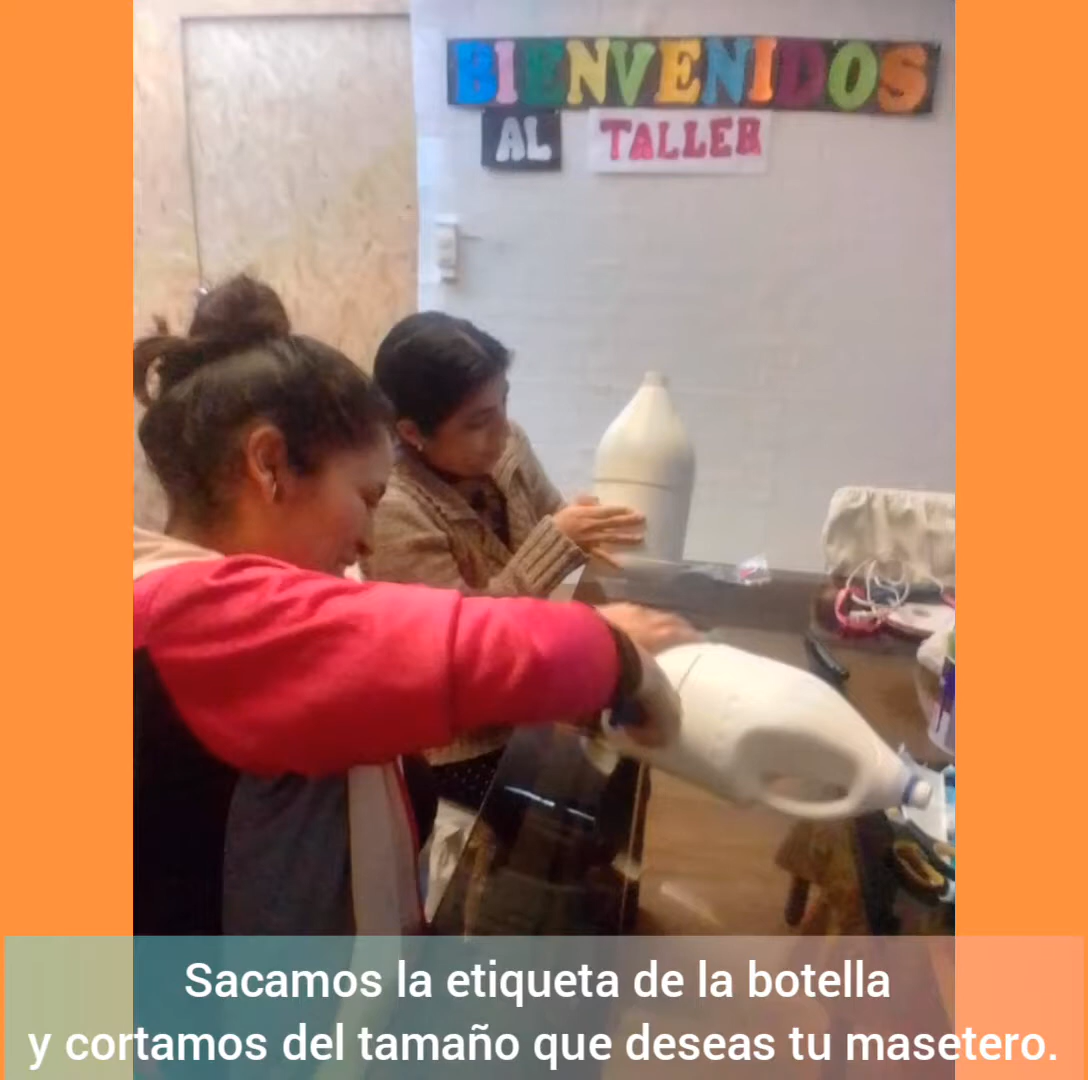 BIENVENIDOS
AL TALLER
Sacamos la etiqueta de la botella
y cortamos del tamaño que deseas tu masetero.